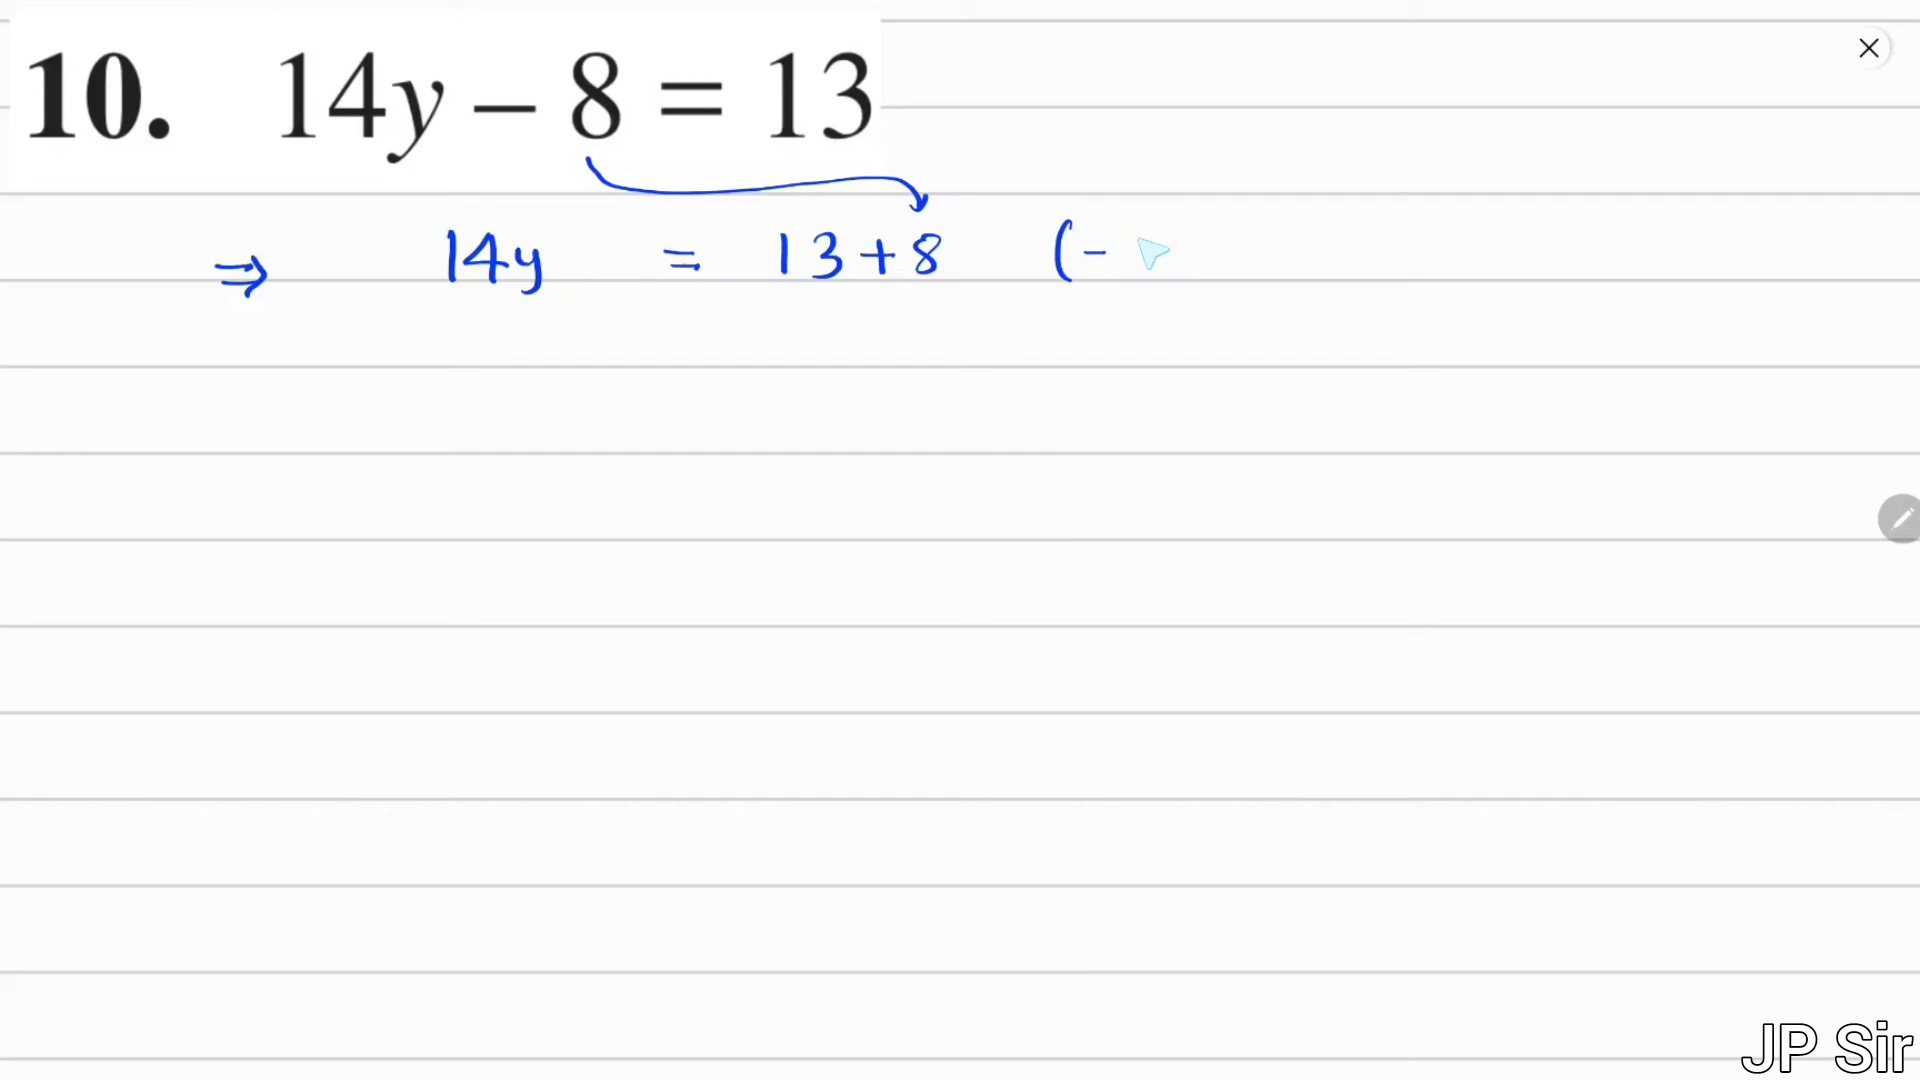 10. 14y – 8 = 13
⇒ 14y = 13+8 (–
JP Sir